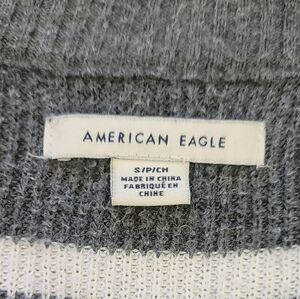 AMERICAN EAGLE
S/P/CH
MADE IN CHINA
FABRIQUÉ EN
CHINE